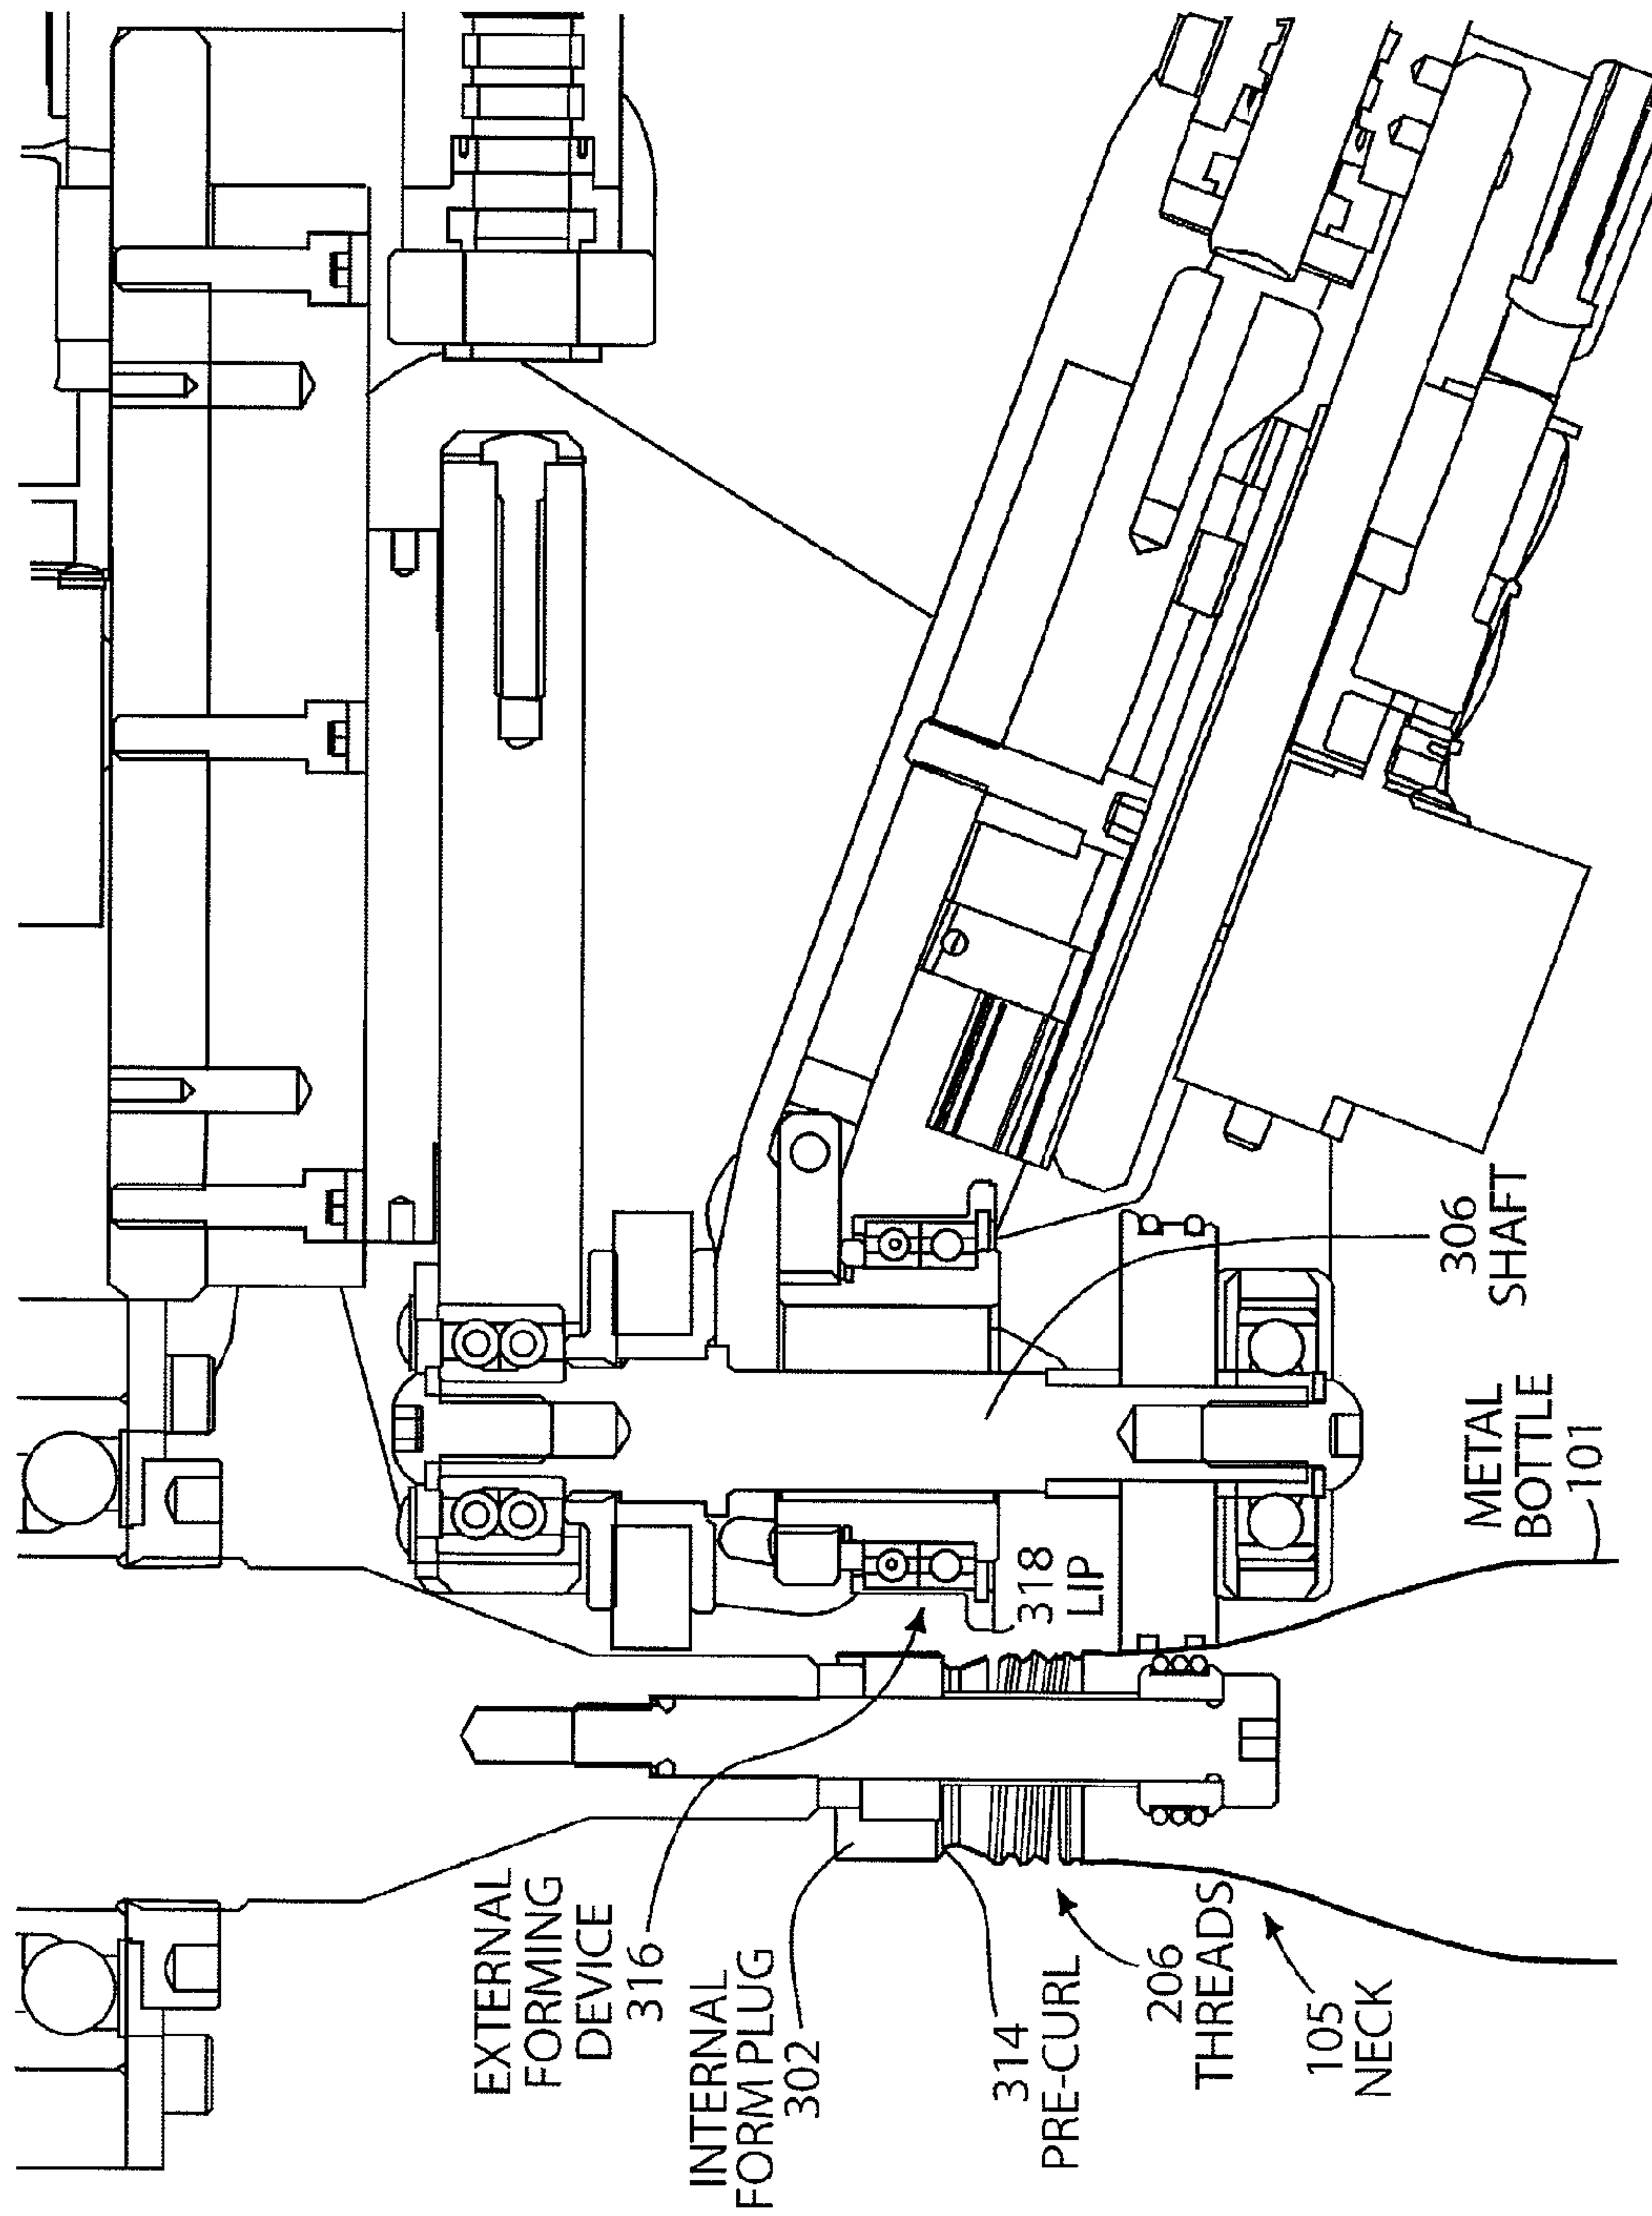 EXTERNAL
FORMING
DEVICE
316
INTERNAL
FORM PLUG
302
314
PRE-CURL
206
THREADS
105
NECK
318
LIP
306
SHAFT
METAL
BOTTLE
101